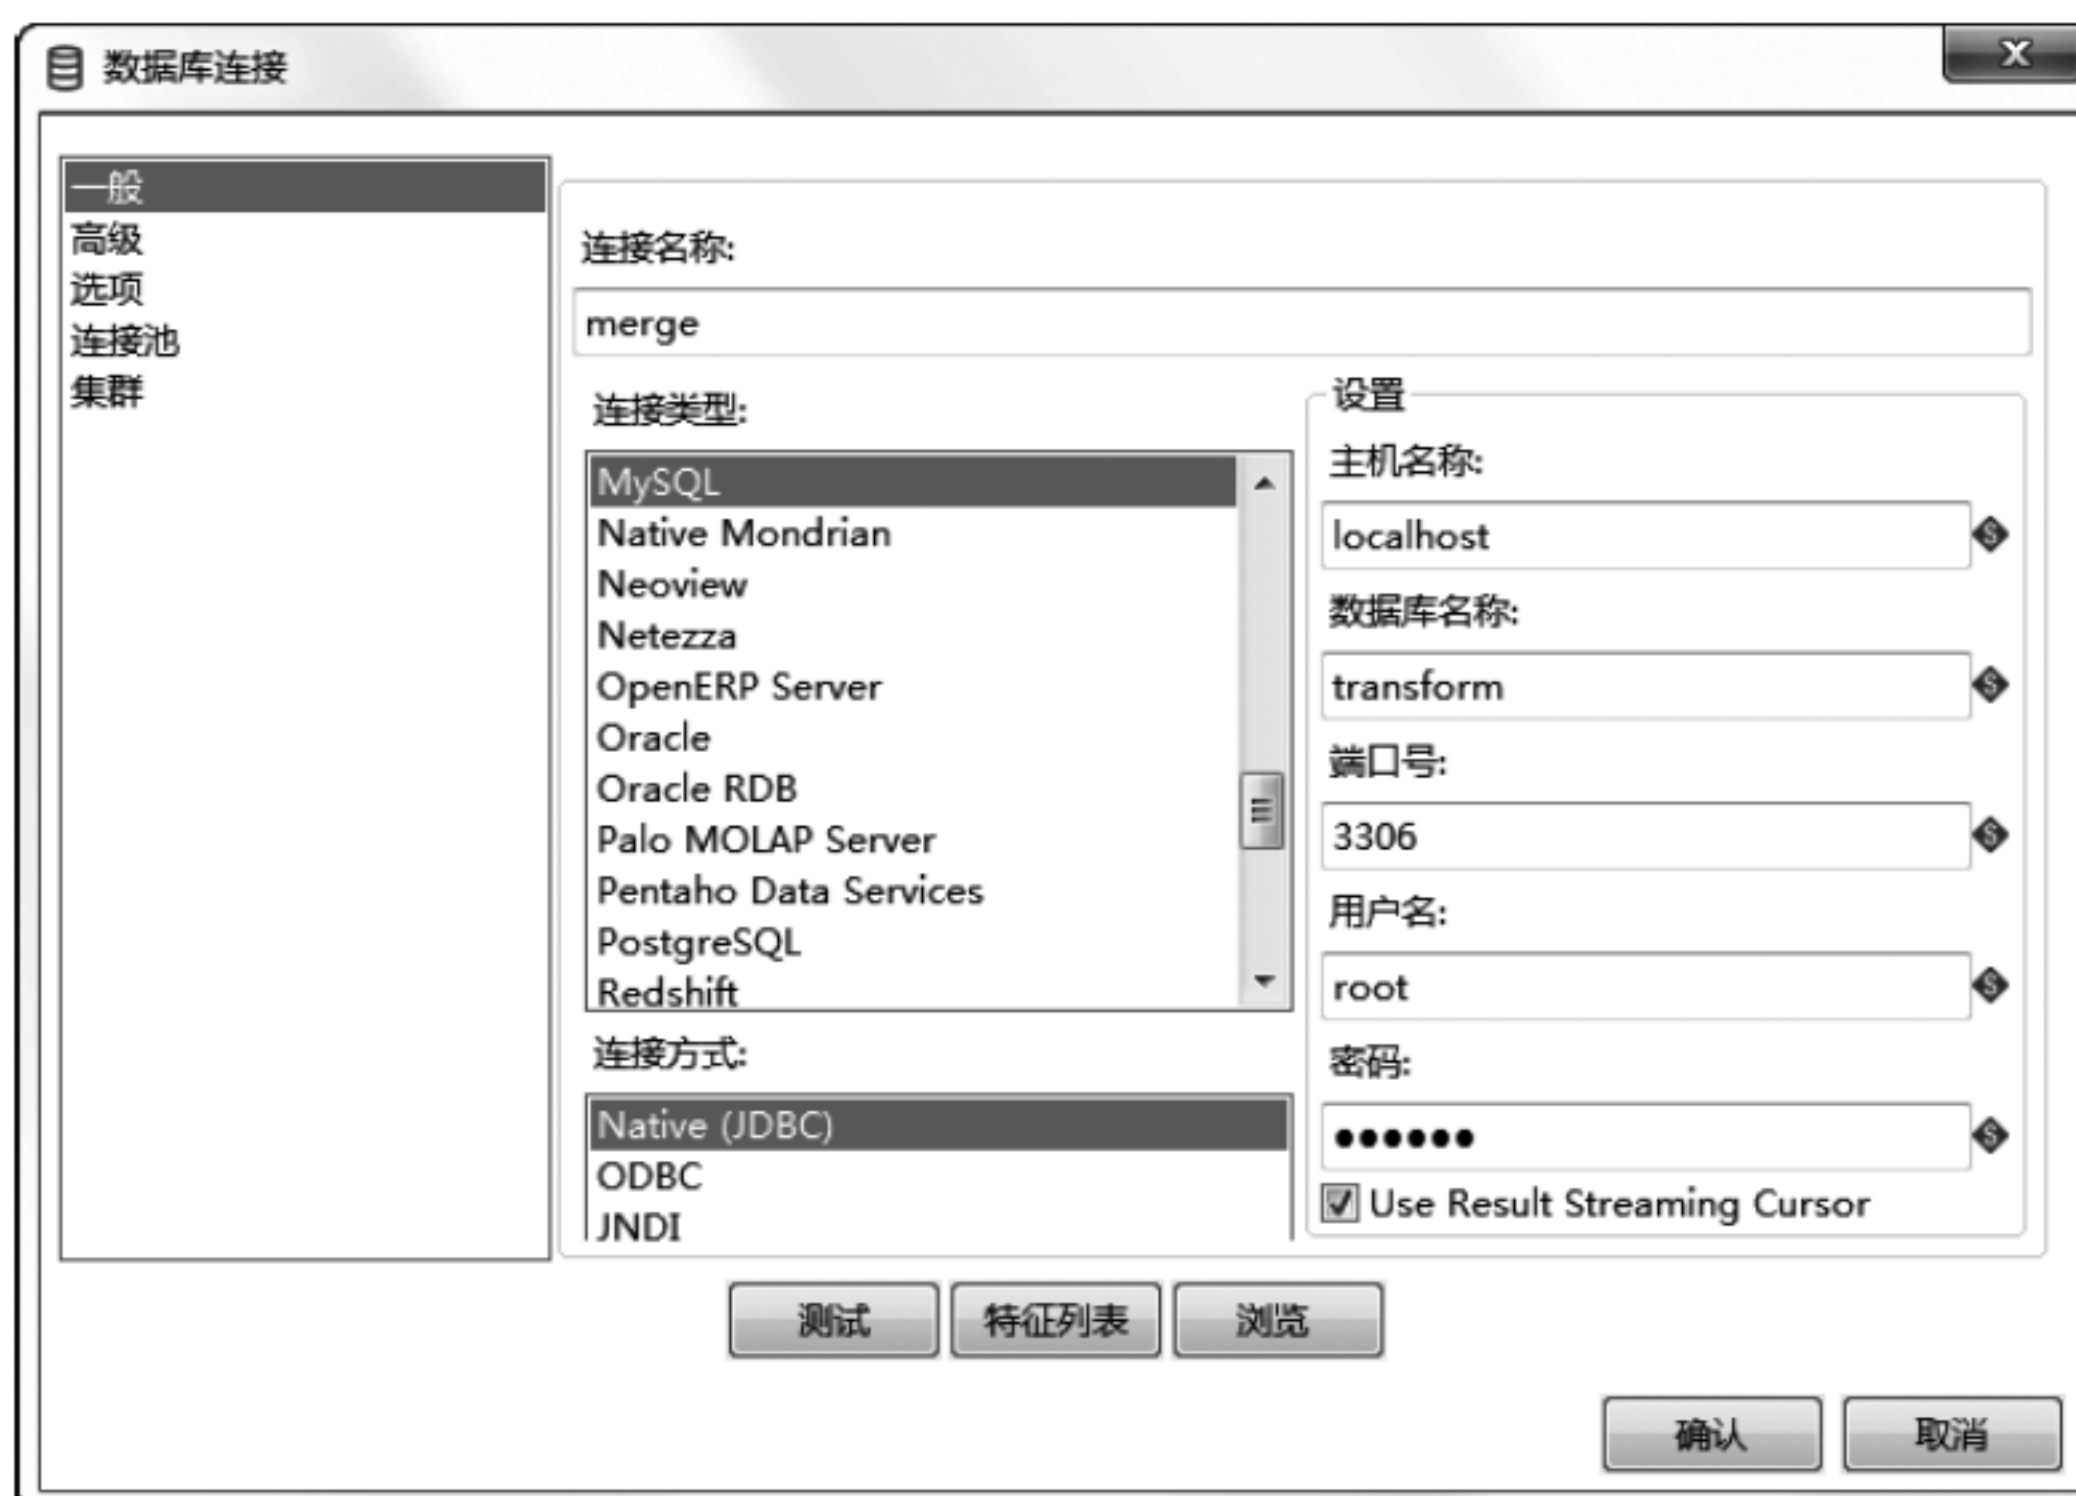 数据库连接
x
一般
高级
选项
连接池
集群
连接名称:
merge
连接类型:
MySQL
Native Mondrian
Neoview
Netezza
OpenERP Server
Oracle
Oracle RDB
Palo MOLAP Server
Pentaho Data Services
PostgreSQL
Redshift
连接方式:
Native (JDBC)
ODBC
JNDI
设置
主机名称:
localhost
数据库名称:
transform
端口号:
3306
用户名:
root
密码:
●●●●●●
Use Result Streaming Cursor
测试 特征列表 浏览
确认 取消